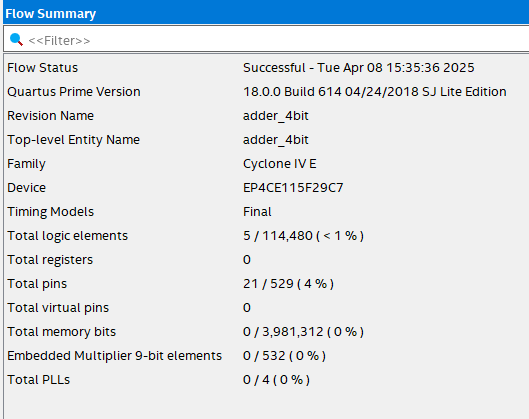 Flow Summary
<<Filter>>
Flow Status Successful - Tue Apr 08 15:35:36 2025
Quartus Prime Version 18.0.0 Build 614 04/24/2018 SJ Lite Edition
Revision Name adder_4bit
Top-level Entity Name adder_4bit
Family Cyclone IV E
Device EP4CE115F29C7
Timing Models Final
Total logic elements 5 / 114,480 ( < 1 % )
Total registers 0
Total pins 21 / 529 ( 4 % )
Total virtual pins 0
Total memory bits 0 / 3,981,312 ( 0 % )
Embedded Multiplier 9-bit elements 0 / 532 ( 0 % )
Total PLLs 0 / 4 ( 0 % )